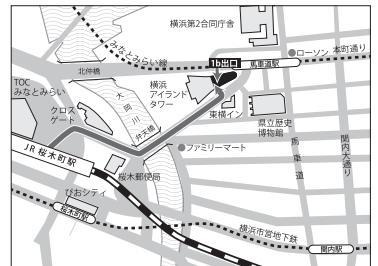 横浜第2合同庁舎
みなとみらい線
ローソン
本町通り
1b出口
馬車道駅
北仲橋
TOC
みなとみらい
クロス
ゲート
大岡川
横浜
アイランド
タワー
弁天橋
東横イン
県立歴史
博物館
ファミリーマート
馬車道
関内大通り
JR 桜木町駅
桜木郵便局
ぴおシティ
桜木町駅
横浜市営地下鉄
関内駅